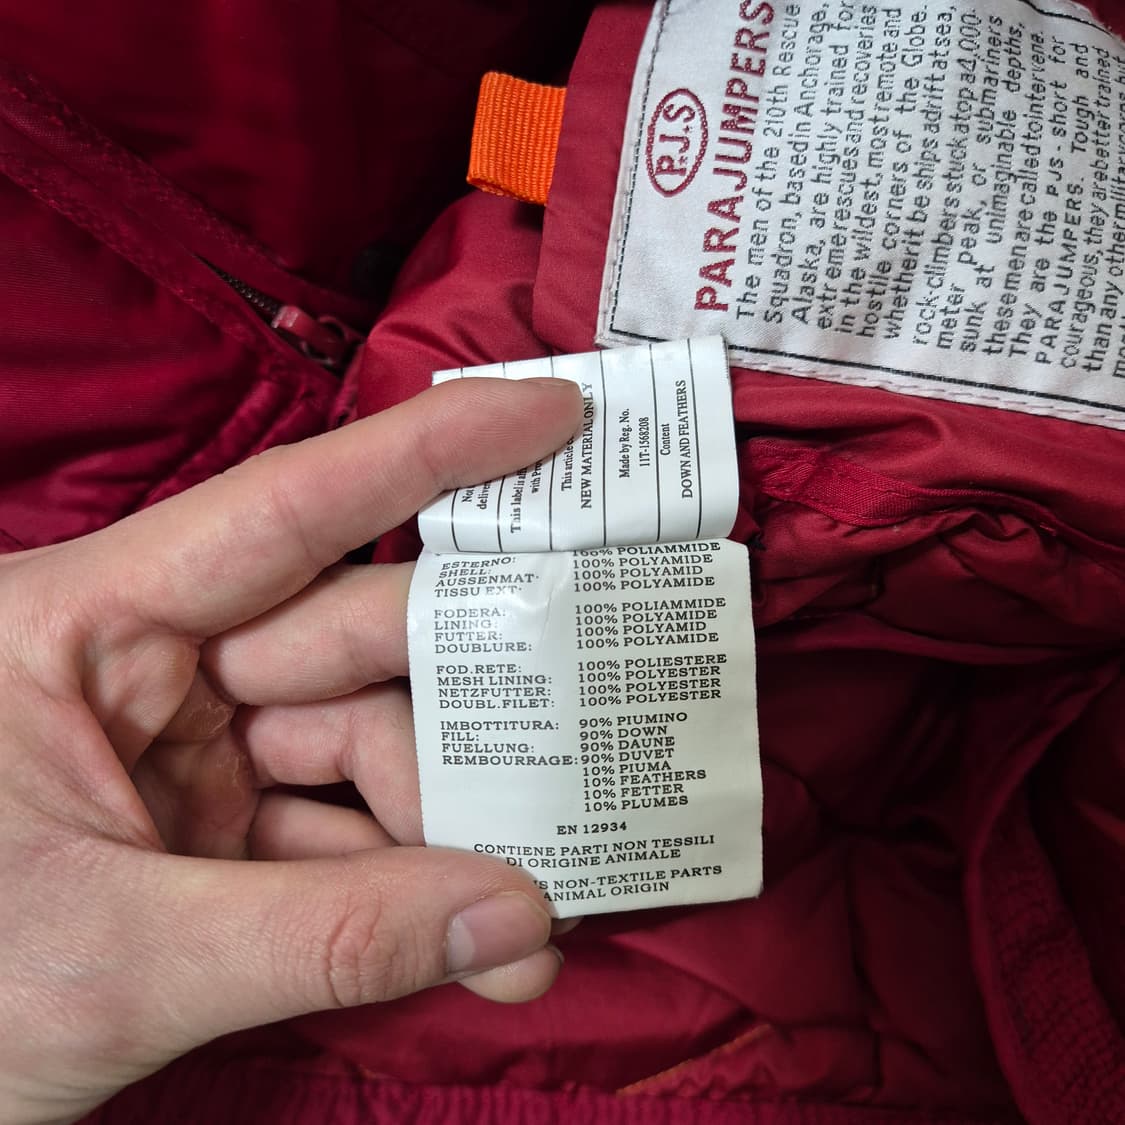 P.J.S
PARAJUMPERS
The men of the 210th Rescue
Squadron, based in Anchorage,
Alaska, are highly trained for
extreme rescues and recoveries
in the wildest, most remote and
hostile corners of the Globe.
whether it be ships adrift at sea,
rock-climbers stuck atop a 4.000-
meter peak, or submariners
sunk at unimaginable depths,
these men are called to intervene.
They are the PJS - short for
PARAJUMPERS. Tough and
courageous, they are better trained
than any other military
This label is
with
This article
NEW MATERIAL ONLY
Made by Reg. No.
11T-1568208
Content
DOWN AND FEATHERS
ESTERNO: 100% POLIAMMIDE
SHELL: 100% POLYAMIDE
AUSSENMAT. 100% POLYAMID
TISSU EXT. 100% POLYAMIDE
FODERA: 100% POLIAMMIDE
LINING: 100% POLYAMIDE
FUTTER: 100% POLYAMID
DOUBLURE: 100% POLYAMIDE
FOD.RETE: 100% POLIESTERE
MESH LINING: 100% POLYESTER
NETZFUTTER: 100% POLYESTER
DOUBL.FILET: 100% POLYESTER
IMBOTTITURA: 90% PIUMINO
FILL: 90% DOWN
FUELLUNG: 90% DAUNE
REMBOURRAGE: 90% DUVET
10% PIUMA
10% FEATHERS
10% FETTER
10% PLUMES
EN 12934
CONTIENE PARTI NON TESSILI
DI ORIGINE ANIMALE
NON-TEXTILE PARTS
ANIMAL ORIGIN